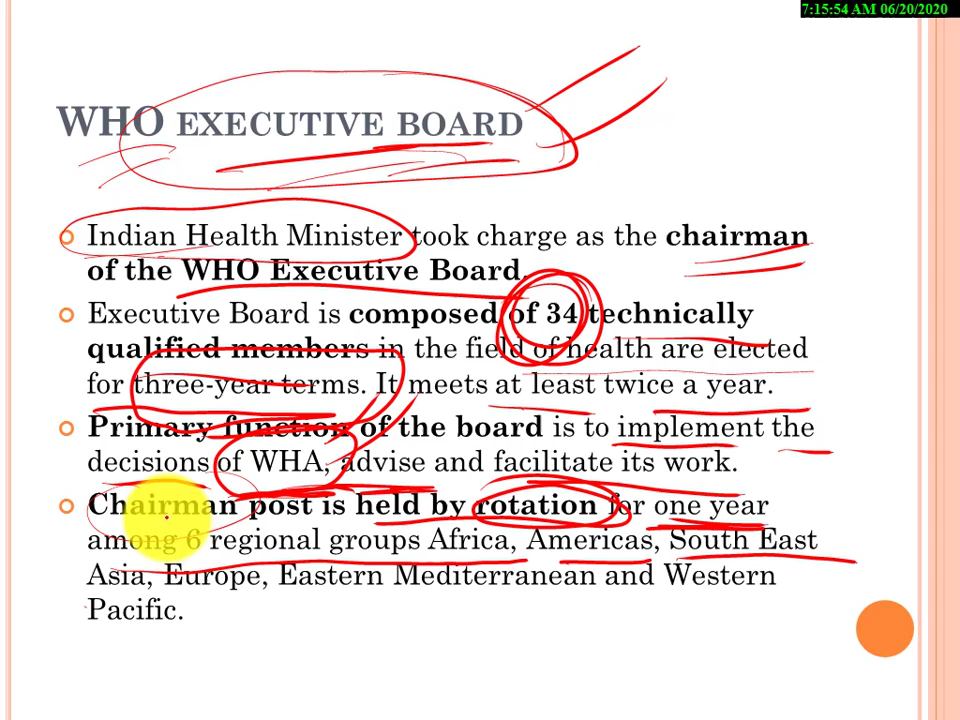 7:15:54 AM 06/20/2020
WHO EXECUTIVE BOARD
Indian Health Minister took charge as the chairman
of the WHO Executive Board.
Executive Board is composed of 34 technically
qualified members in the field of health are elected
for three-year terms. It meets at least twice a year.
Primary function of the board is to implement the
decisions of WHA, advise and facilitate its work.
Chairman post is held by rotation for one year
among 6 regional groups Africa, Americas, South East
Asia, Europe, Eastern Mediterranean and Western
Pacific.